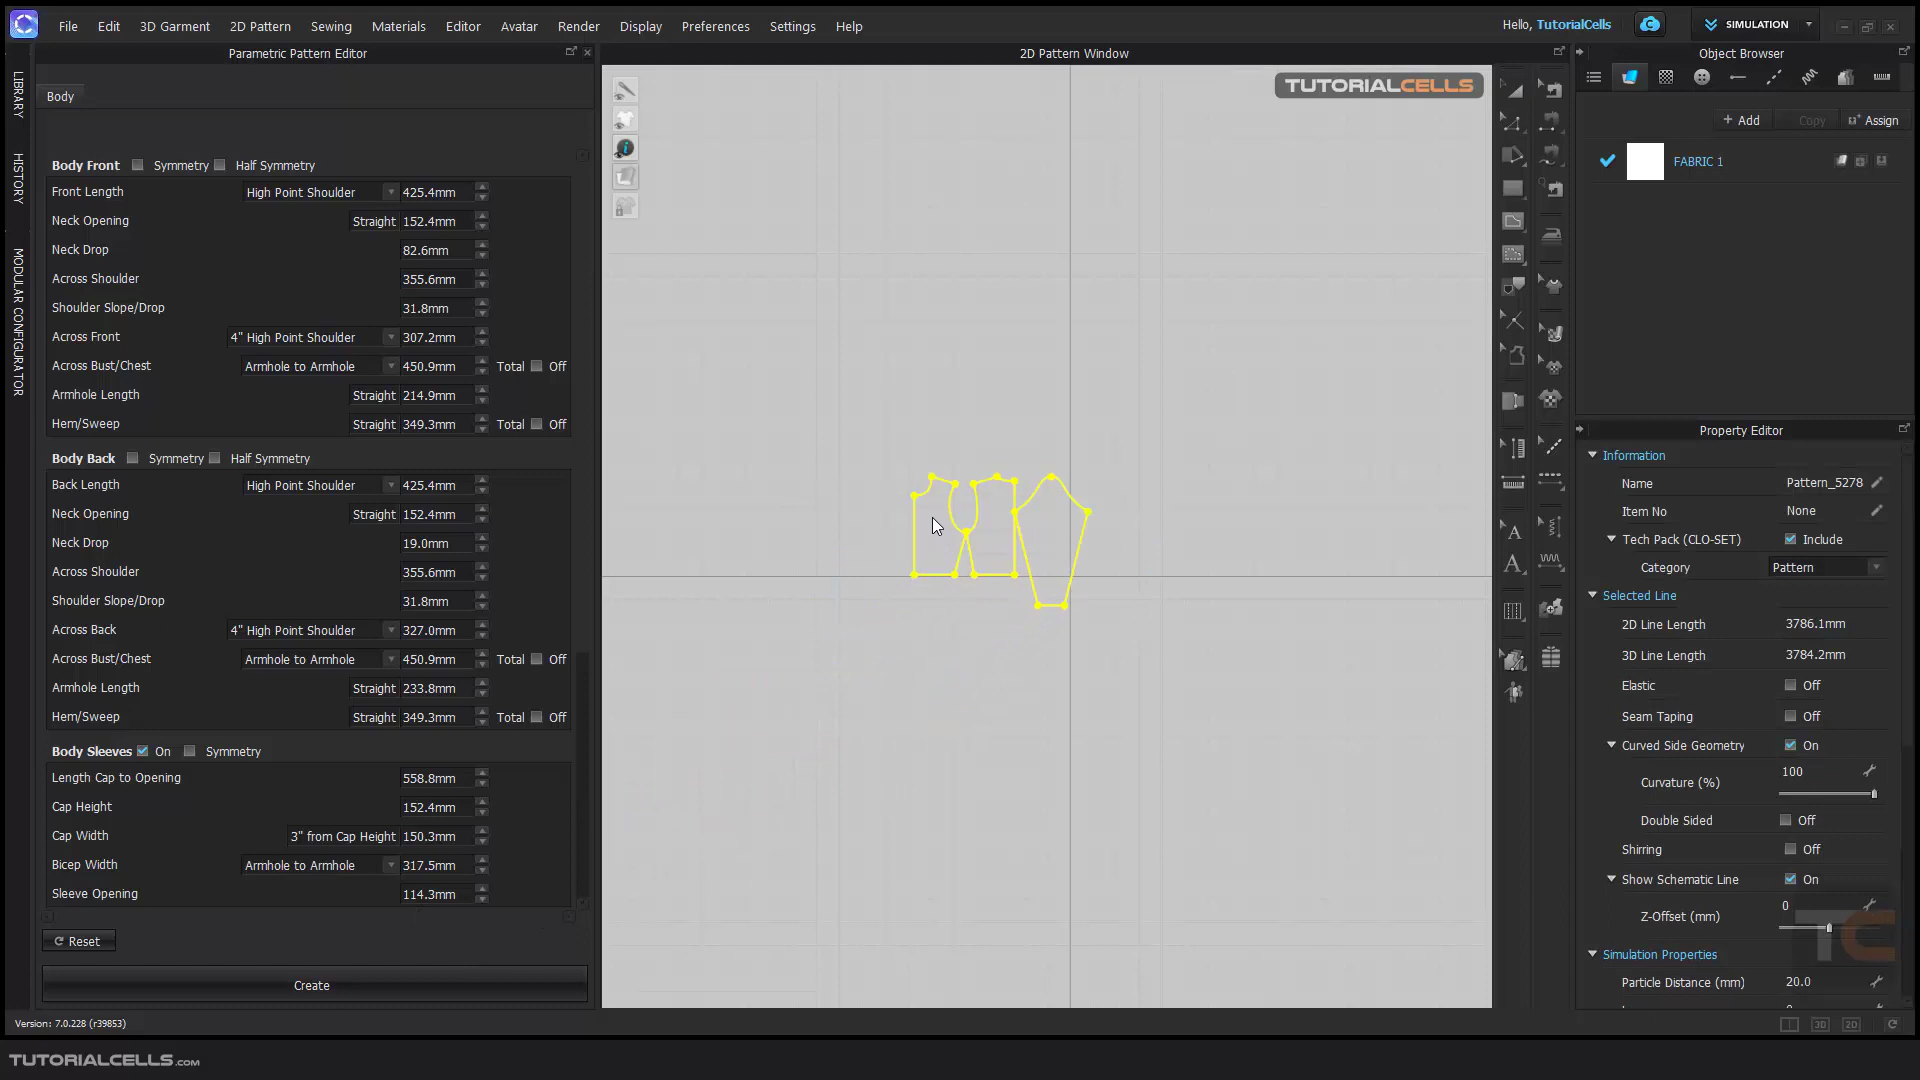 File Edit 3D Garment 2D Pattern Sewing Materials Editor Avatar Render Display Preferences Settings Help
Hello, TutorialCells
SIMULATION
Parametric Pattern Editor
2D Pattern Window
Object Browser
LIBRARY
HISTORY
MODULAR CONFIGURATOR
Body
TUTORIALCELLS
+ Add Copy Assign
FABRIC 1
Body Front Symmetry Half Symmetry
Front Length High Point Shoulder 425.4mm
Neck Opening Straight 152.4mm
Neck Drop 82.6mm
Across Shoulder 355.6mm
Shoulder Slope/Drop 31.8mm
Across Front 4" High Point Shoulder 307.2mm
Across Bust/Chest Armhole to Armhole 450.9mm Total Off
Armhole Length Straight 214.9mm
Hem/Sweep Straight 349.3mm Total Off
Body Back Symmetry Half Symmetry
Back Length High Point Shoulder 425.4mm
Neck Opening Straight 152.4mm
Neck Drop 19.0mm
Across Shoulder 355.6mm
Shoulder Slope/Drop 31.8mm
Across Back 4" High Point Shoulder 327.0mm
Across Bust/Chest Armhole to Armhole 450.9mm Total Off
Armhole Length Straight 233.8mm
Hem/Sweep Straight 349.3mm Total Off
Body Sleeves On Symmetry
Length Cap to Opening 558.8mm
Cap Height 152.4mm
Cap Width 3" from Cap Height 150.3mm
Bicep Width Armhole to Armhole 317.5mm
Sleeve Opening 114.3mm
Reset
Create
Property Editor
Information
Name Pattern_5278
Item No None
Tech Pack (CLO-SET) Include
Category Pattern
Selected Line
2D Line Length 3786.1mm
3D Line Length 3784.2mm
Elastic Off
Seam Taping Off
Curved Side Geometry On
Curvature (%) 100
Double Sided Off
Shirring Off
Show Schematic Line On
Z-Offset (mm) 0
TC
Simulation Properties
Particle Distance (mm) 20.0
Version: 7.0.228 (r39853)
3D 2D
TUTORIALCELLS.com